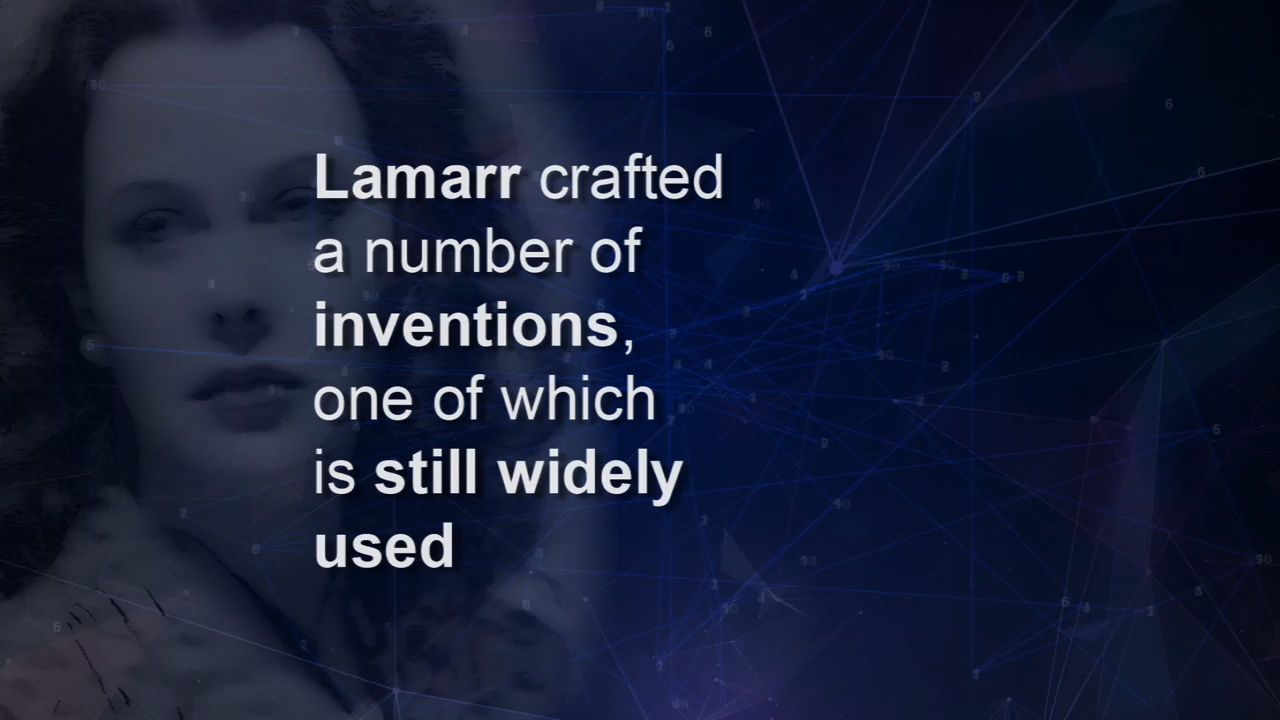 Lamarr crafted
a number of
inventions,
one of which
is still widely
used